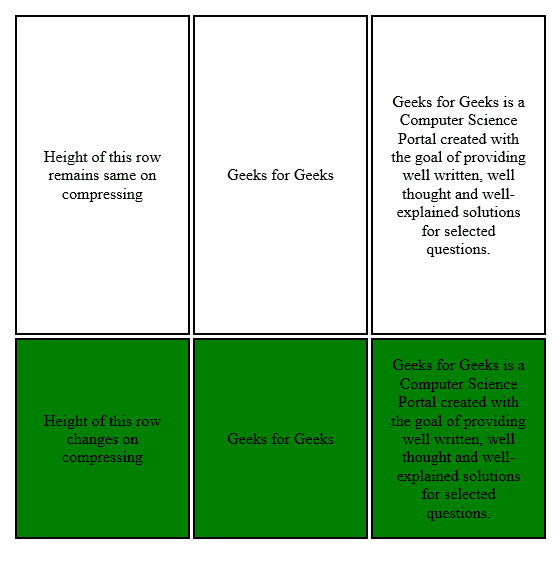 Height of this row
remains same on
compressing
Geeks for Geeks
Geeks for Geeks is a
Computer Science
Portal created with
the goal of providing
well written, well
thought and well-
explained solutions
for selected
questions.
Height of this row
changes on
compressing
Geeks for Geeks
Geeks for Geeks is a
Computer Science
Portal created with
the goal of providing
well written, well
thought and well-
explained solutions
for selected
questions.